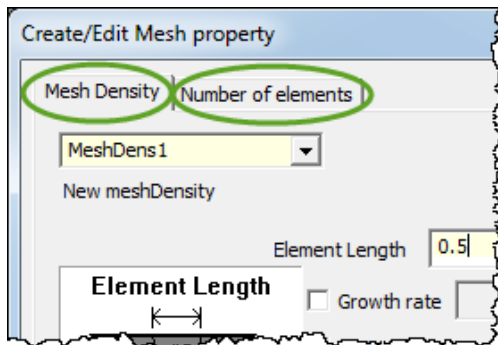 Create/Edit Mesh property
Mesh Density Number of elements
MeshDens1
New meshDensity
Element Length 0.5
Element Length
Growth rate